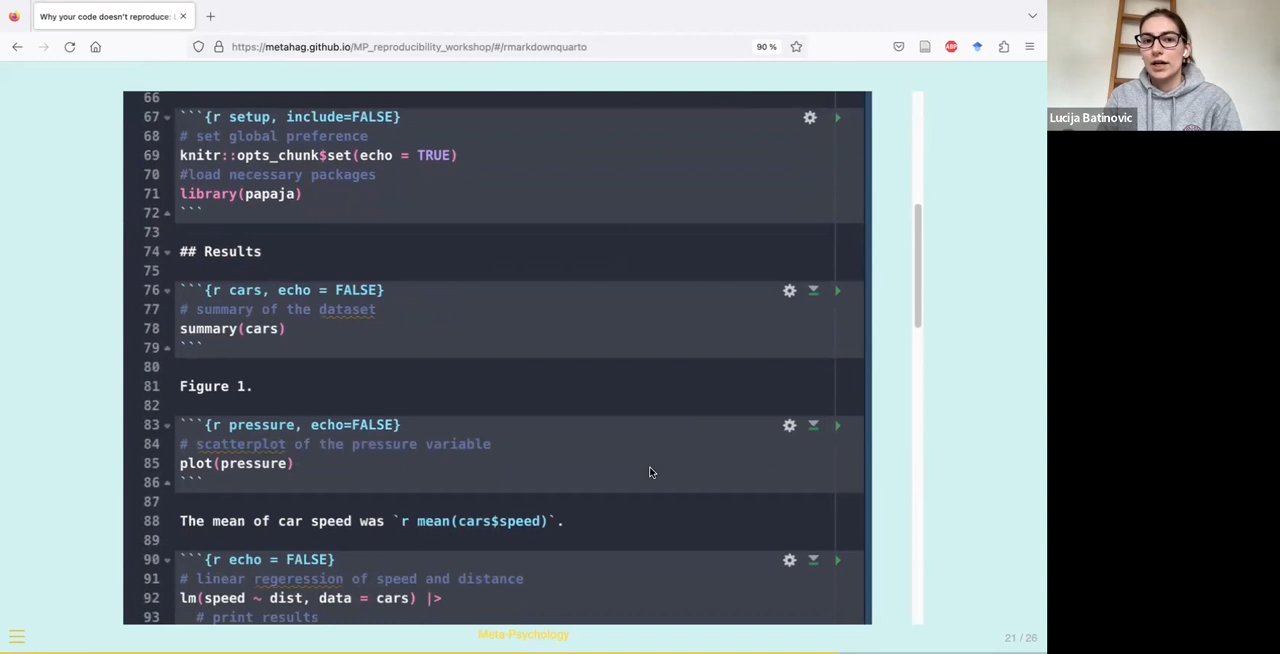 Why your code doesn't reproduce:
https://metahag.github.io/MP_reproducibility_workshop/#/rmarkdownquarto
90 %
ABP
Lucija Batinovic
66
67 ```{r setup, include=FALSE}
68 # set global preference
69 knitr::opts_chunk$set(echo = TRUE)
70 #load necessary packages
71 library(papaja)
72 ```
73
74 ## Results
75
76 ```{r cars, echo = FALSE}
77 # summary of the dataset
78 summary(cars)
79 ```
80
81 Figure 1.
82
83 ```{r pressure, echo=FALSE}
84 # scatterplot of the pressure variable
85 plot(pressure)
86 ```
87
88 The mean of car speed was `r mean(cars$speed)`.
89
90 ```{r echo = FALSE}
91 # linear regeression of speed and distance
92 lm(speed ~ dist, data = cars) |>
93 # print results
Meta-Psychology
21 / 26